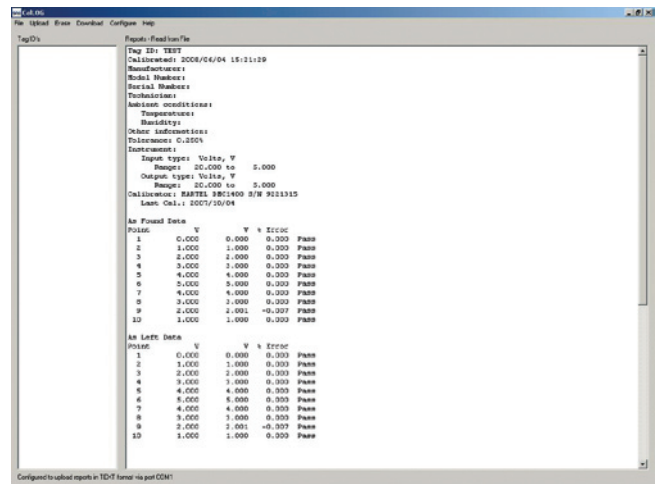 CalLOG
File Upload Erase Download Configure Help
Tag ID's
Reports - Read from File
Tag ID: TEST
Calibrated: 2008/06/04 15:21:29
Manufacturer:
Model Number:
Serial Number:
Technician:
Ambient conditions:
Temperature:
Humidity:
Other information:
Tolerance: 0.250%
Instrument:
Input type: Volts, V
Range: 20.000 to 5.000
Output type: Volts, V
Range: 20.000 to 5.000
Calibrator: MARTEL DMC1400 S/N 9221315
Last Cal.: 2007/10/04
As Found Data
Point V V % Error
1 0.000 0.000 0.000 Pass
2 1.000 1.000 0.000 Pass
3 2.000 2.000 0.000 Pass
4 3.000 3.000 0.000 Pass
5 4.000 4.000 0.000 Pass
6 5.000 5.000 0.000 Pass
7 4.000 4.000 0.000 Pass
8 3.000 3.000 0.000 Pass
9 2.000 2.001 -0.007 Pass
10 1.000 1.000 0.000 Pass
As Left Data
Point V V % Error
1 0.000 0.000 0.000 Pass
2 1.000 1.000 0.000 Pass
3 2.000 2.000 0.000 Pass
4 3.000 3.000 0.000 Pass
5 4.000 4.000 0.000 Pass
6 5.000 5.000 0.000 Pass
7 4.000 4.000 0.000 Pass
8 3.000 3.000 0.000 Pass
9 2.000 2.001 -0.007 Pass
10 1.000 1.000 0.000 Pass
Configured to upload reports in TEXT format via port COM1